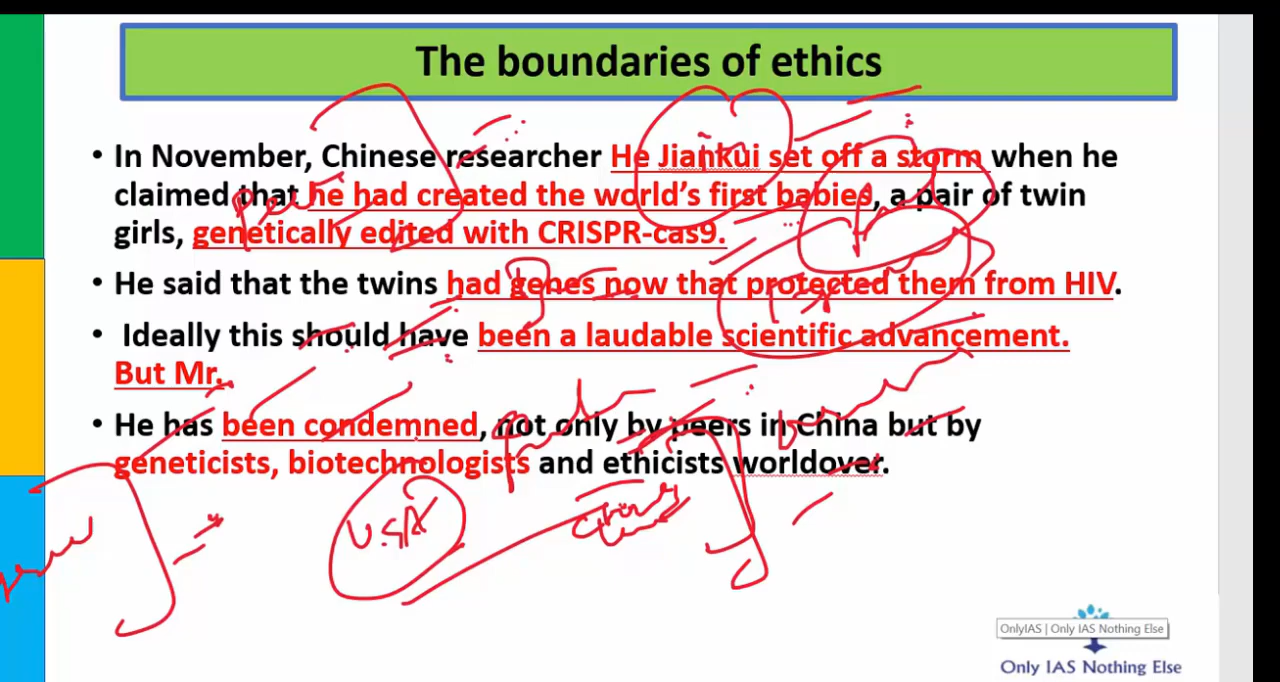 The boundaries of ethics
• In November, Chinese researcher He Jiankui set off a storm when he
claimed that he had created the world's first babies, a pair of twin
girls, genetically edited with CRISPR-cas9.
• He said that the twins had genes now that protected them from HIV.
• Ideally this should have been a laudable scientific advancement.
But Mr..
• He has been condemned, not only by peers in China but by
geneticists, biotechnologists and ethicists worldover.
USA
OnlyIAS | Only IAS Nothing Else
Only IAS Nothing Else